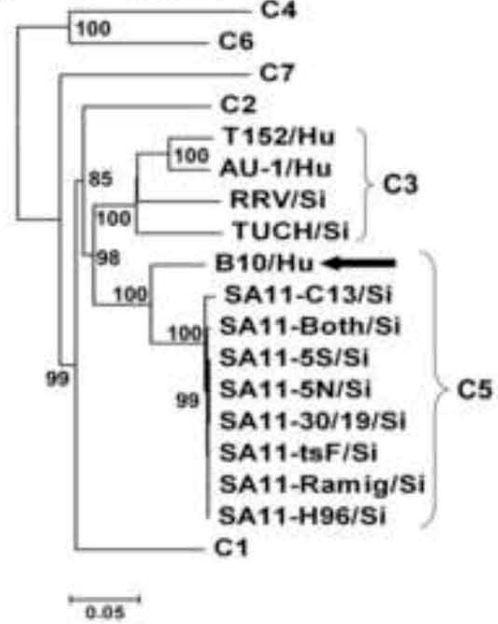 C4
100
C6
C7
C2
T152/Hu
100
AU-1/Hu
C3
85
RRV/Si
100
TUCH/Si
98
B10/Hu
100
SA11-C13/Si
SA11-Both/Si
100
SA11-5S/Si
99
SA11-5N/Si
C5
99
SA11-30/19/Si
SA11-tsF/Si
SA11-Ramig/Si
SA11-H96/Si
C1
0.05